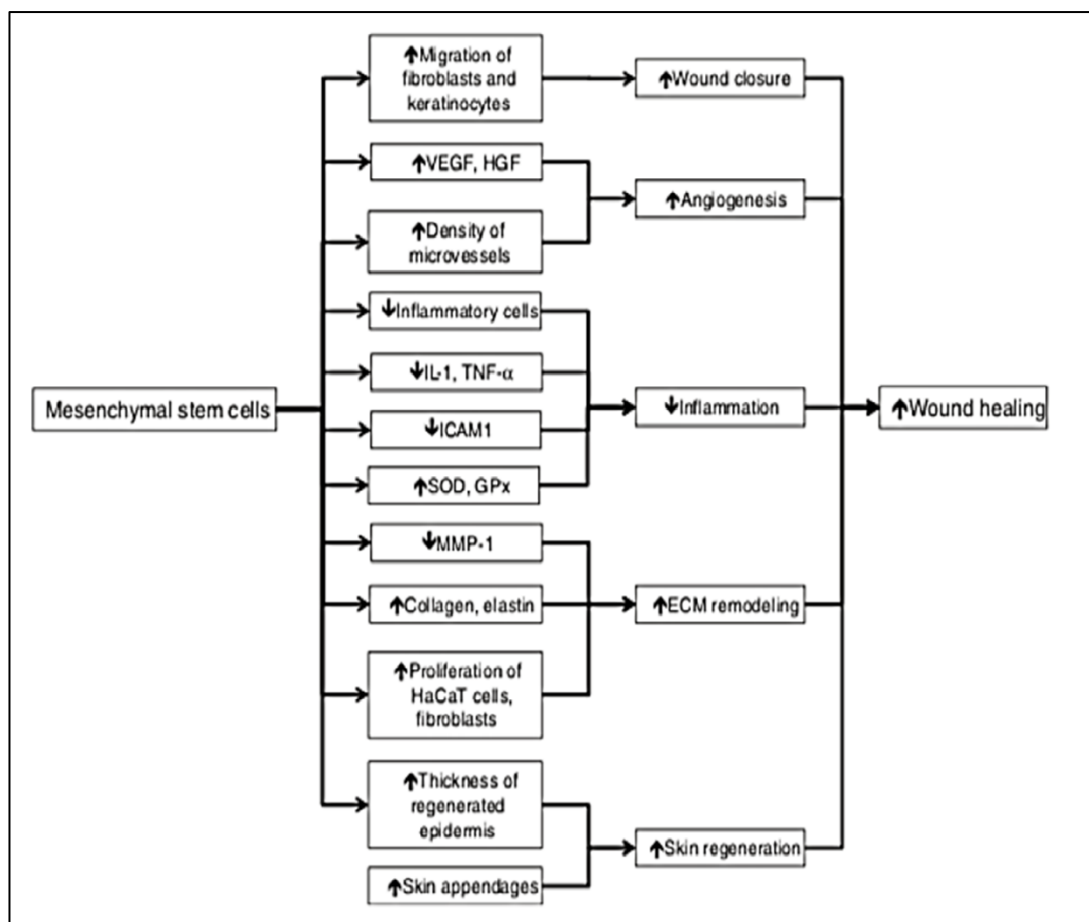 ↑Migration of
fibroblasts and
keratinocytes
↑Wound closure
↑VEGF, HGF
↑Angiogenesis
↑Density of
microvessels
↓Inflammatory cells
↓IL-1, TNF-α
Mesenchymal stem cells
↓Inflammation
↑Wound healing
↓ICAM1
↑SOD, GPx
↓MMP-1
↑Collagen, elastin
↑ECM remodeling
↑Proliferation of
HaCaT cells,
fibroblasts
↑Thickness of
regenerated
epidermis
↑Skin regeneration
↑Skin appendages